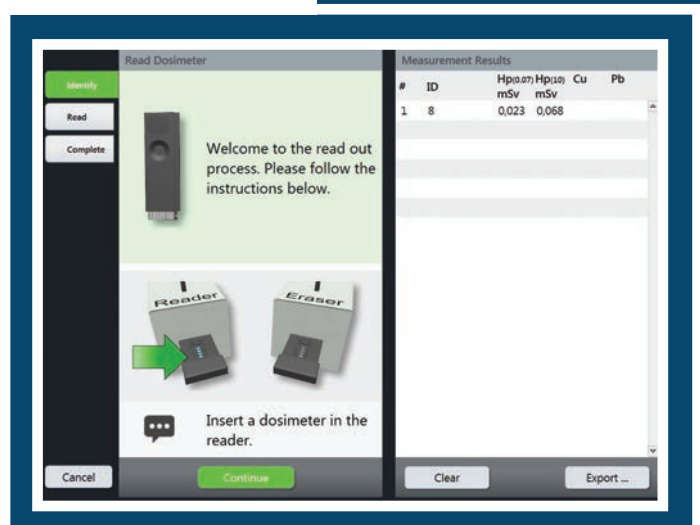 Read Dosimeter
Identify
Read
Complete
Welcome to the read out
process. Please follow the
instructions below.
Reader
Eraser
Insert a dosimeter in the
reader.
Cancel
Continue
Measurement Results
# ID Hp(0.07) Hp(10) Cu Pb
mSv mSv
1 8 0,023 0,068
Clear
Export ...